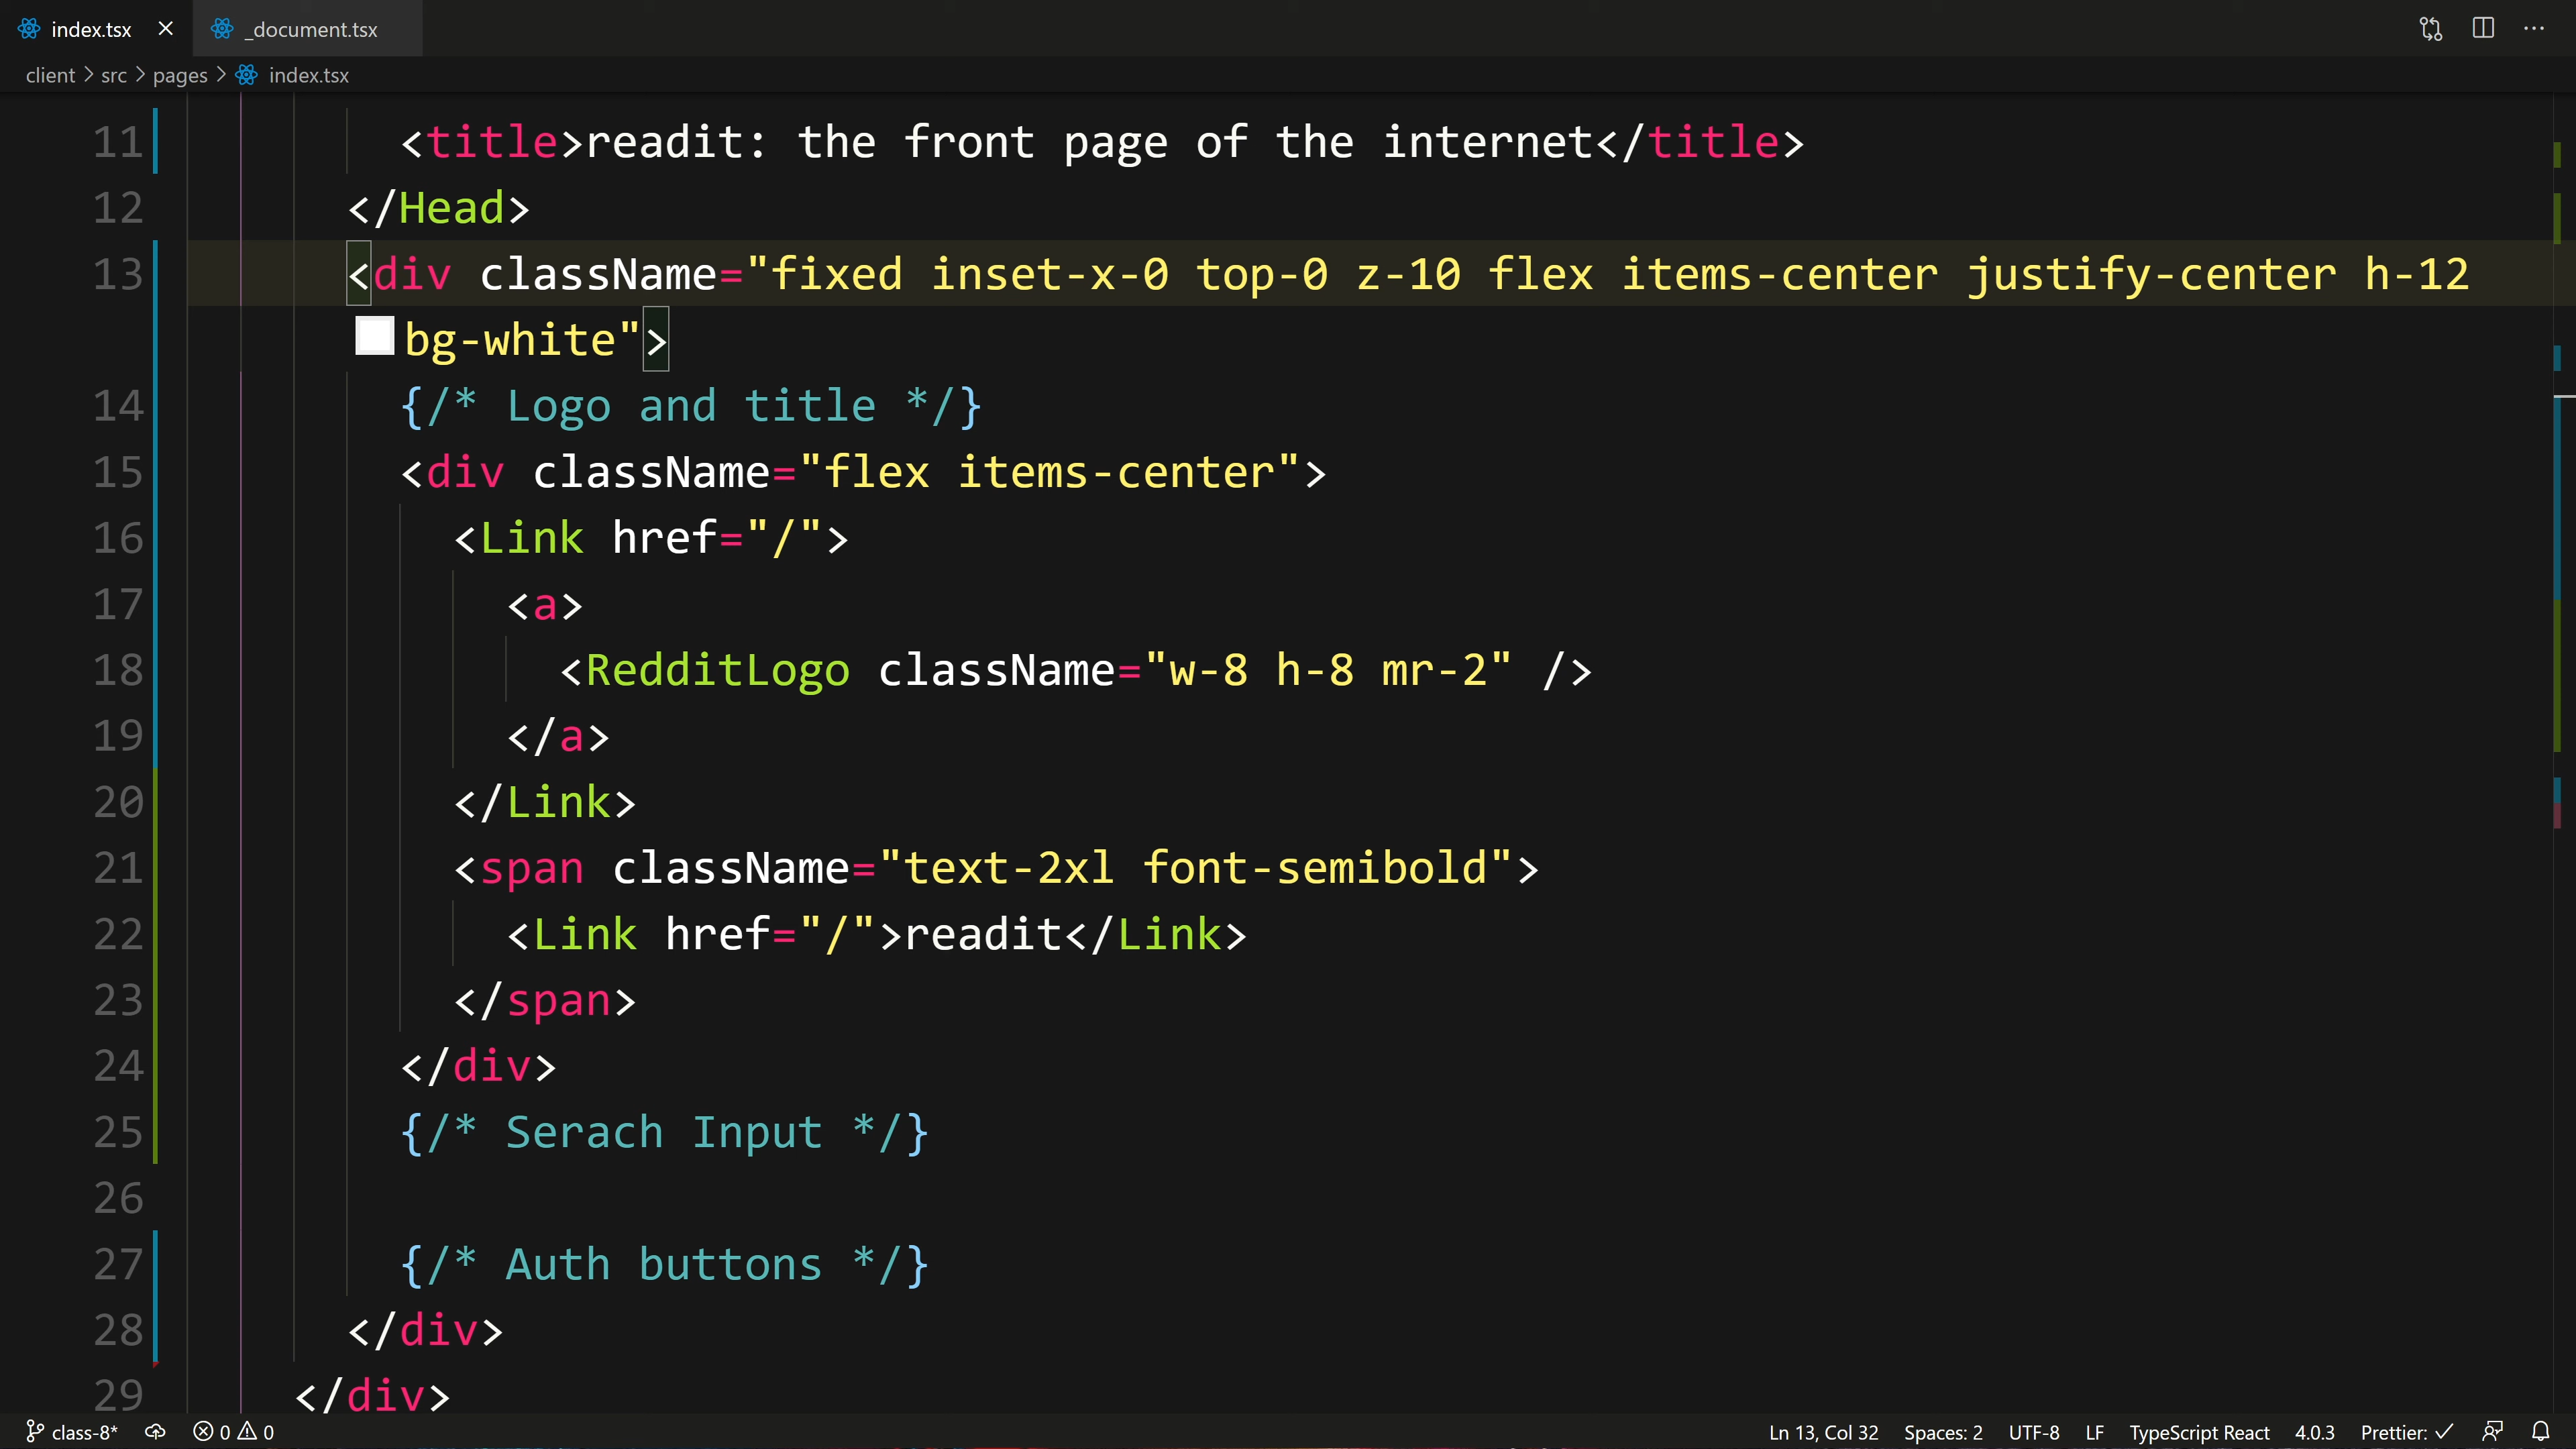 index.tsx
_document.tsx
client > src > pages > index.tsx
11 <title>readit: the front page of the internet</title>
12 </Head>
13 <div className="fixed inset-x-0 top-0 z-10 flex items-center justify-center h-12
bg-white">
14 {/* Logo and title */}
15 <div className="flex items-center">
16 <Link href="/">
17 <a>
18 <RedditLogo className="w-8 h-8 mr-2" />
19 </a>
20 </Link>
21 <span className="text-2xl font-semibold">
22 <Link href="/">readit</Link>
23 </span>
24 </div>
25 {/* Serach Input */}
26
27 {/* Auth buttons */}
28 </div>
29 </div>
class-8* 0 0 Ln 13, Col 32 Spaces: 2 UTF-8 LF TypeScript React 4.0.3 Prettier: ✓